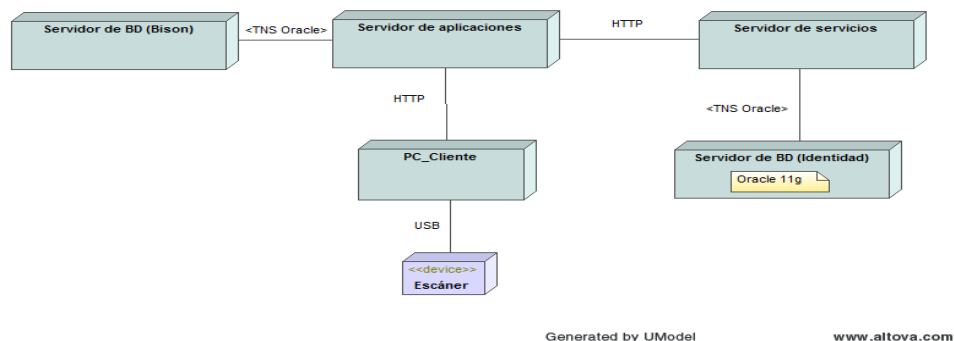 Servidor de BD (Bison)
<TNS Oracle>
Servidor de aplicaciones
HTTP
Servidor de servicios
HTTP
<TNS Oracle>
PC_Cliente
Servidor de BD (Identidad)
Oracle 11g
USB
<<device>>
Escáner
Generated by UModel
www.altova.com